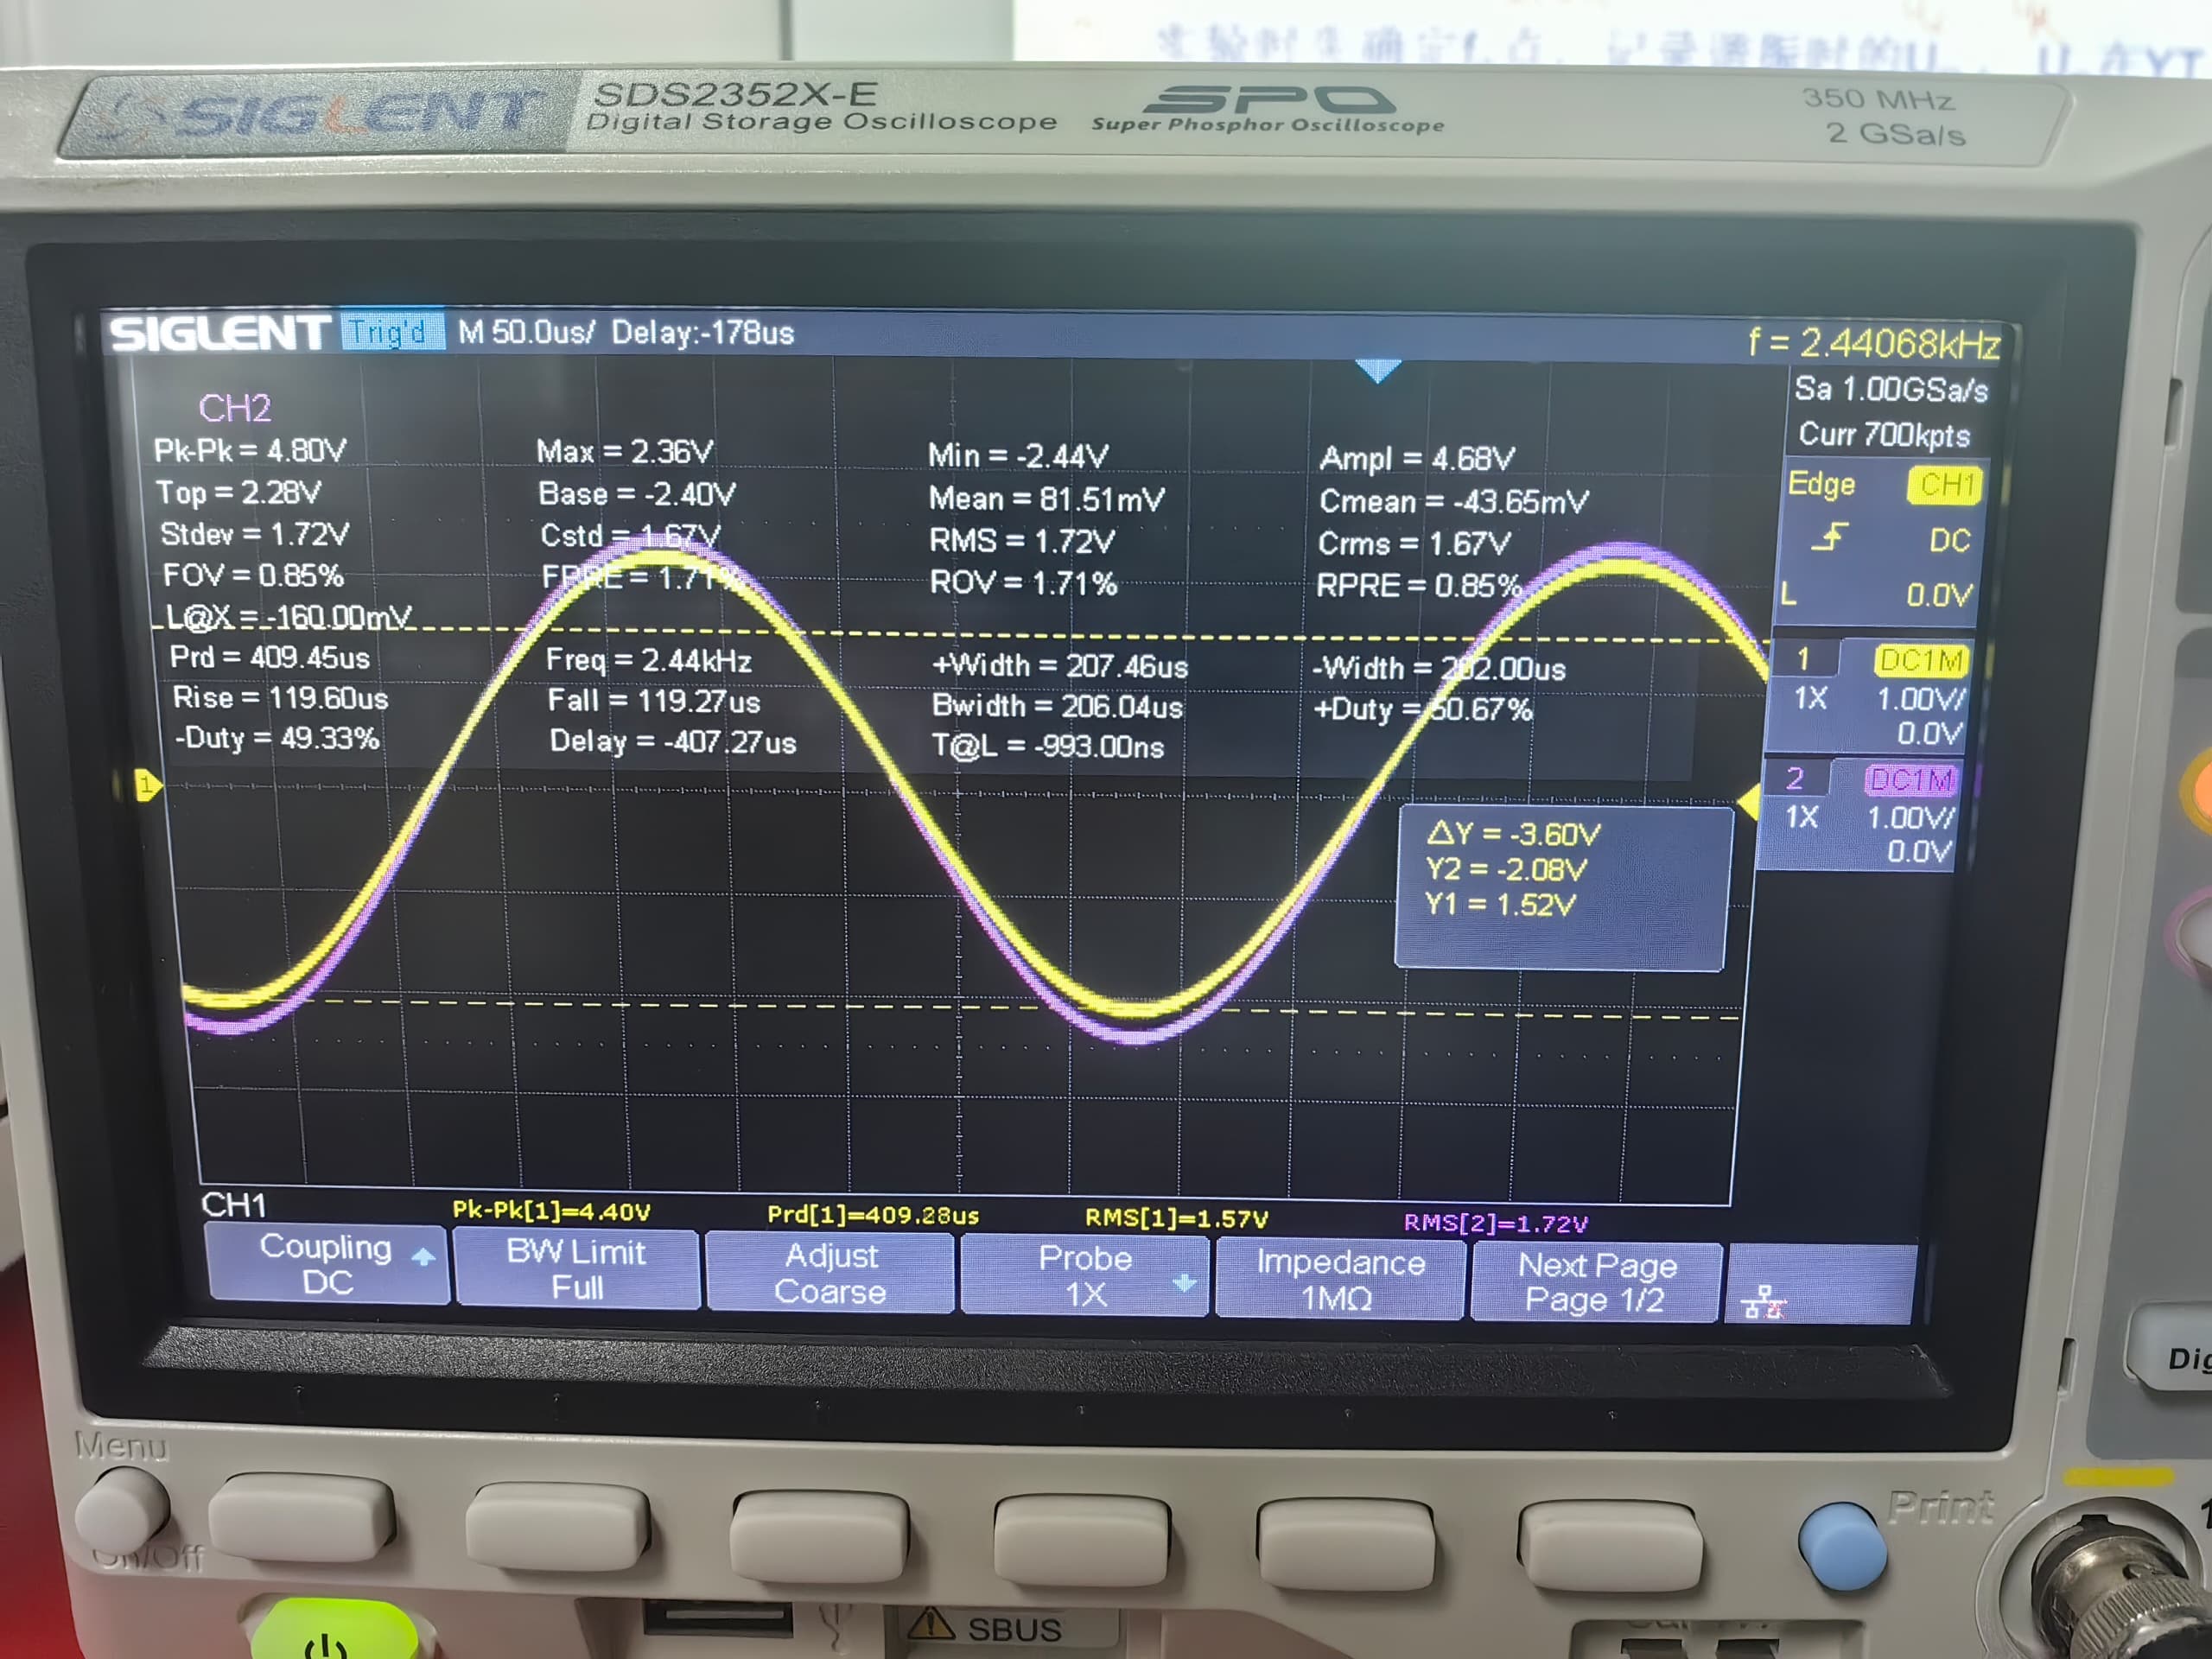 SIGLENT
SDS2352X-E
Digital Storage Oscilloscope
SPO
Super Phosphor Oscilloscope
350 MHz
2 GSa/s
SIGLENT Trig'd M 50.0us/ Delay:-178us f = 2.44068kHz
Sa 1.00GSa/s
Curr 700kpts
Edge CH1
DC
L 0.0V
1 DC1M
1X 1.00V/
0.0V
2 DC1M
1X 1.00V/
0.0V
CH2
Pk-Pk = 4.80V Max = 2.36V Min = -2.44V Ampl = 4.68V
Top = 2.28V Base = -2.40V Mean = 81.51mV Cmean = -43.65mV
Stdev = 1.72V Cstd = 1.67V RMS = 1.72V Crms = 1.67V
FOV = 0.85% FPRE = 1.71% ROV = 1.71% RPRE = 0.85%
L@X = -160.00mV
Prd = 409.45us Freq = 2.44kHz +Width = 207.46us -Width = 202.00us
Rise = 119.60us Fall = 119.27us Bwidth = 206.04us +Duty = 50.67%
-Duty = 49.33% Delay = -407.27us T@L = -993.00ns
1
ΔY = -3.60V
Y2 = -2.08V
Y1 = 1.52V
CH1 Pk-Pk[1]=4.40V Prd[1]=409.28us RMS[1]=1.57V RMS[2]=1.72V
Coupling BW Limit Adjust Probe Impedance Next Page
DC Full Coarse 1X 1MΩ Page 1/2
Menu
On/Off
Print
SBUS